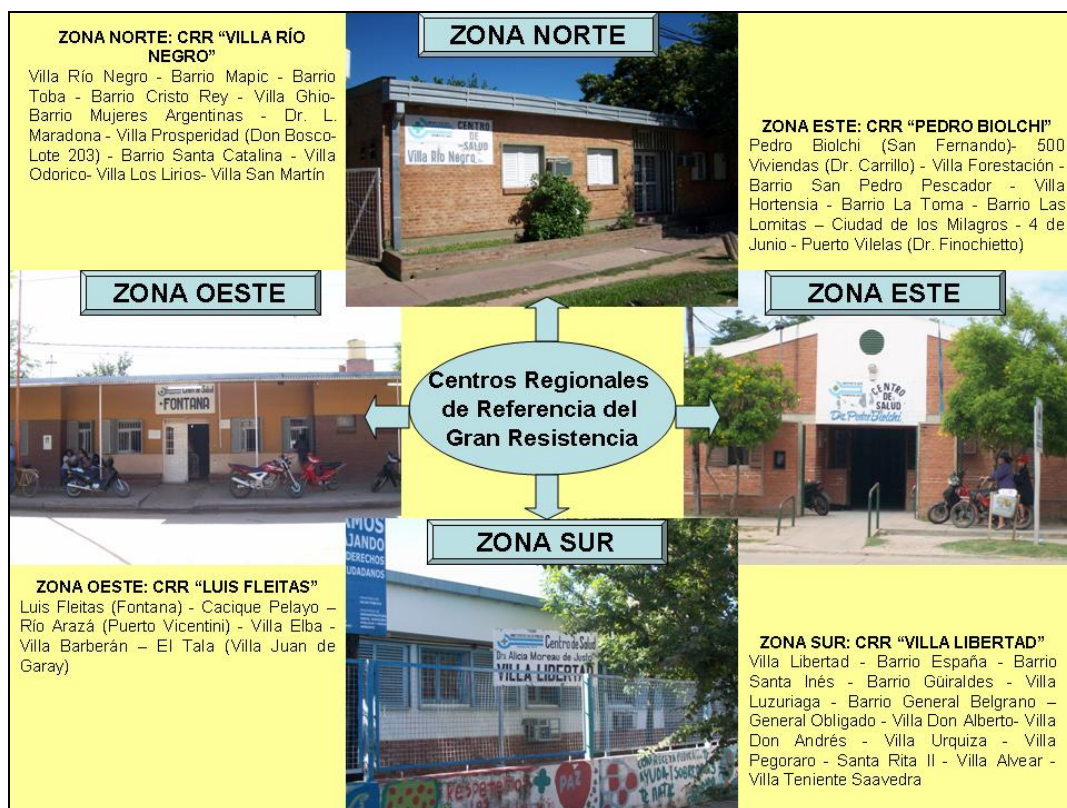 ZONA NORTE: CRR “VILLA RÍO
NEGRO”
Villa Río Negro - Barrio Mapic - Barrio
Toba - Barrio Cristo Rey - Villa Ghio-
Barrio Mujeres Argentinas - Dr. L.
Maradona - Villa Prosperidad (Don Bosco-
Lote 203) - Barrio Santa Catalina - Villa
Odorico- Villa Los Lirios- Villa San Martín
ZONA NORTE
CENTRO
DE
SALUD
Villa Río Negro
ZONA ESTE: CRR “PEDRO BIOLCHI”
Pedro Biolchi (San Fernando)- 500
Viviendas (Dr. Carrillo) - Villa Forestación -
Barrio San Pedro Pescador - Villa
Hortensia - Barrio La Toma - Barrio Las
Lomitas – Ciudad de los Milagros - 4 de
Junio - Puerto Vilelas (Dr. Finochietto)
ZONA OESTE
Centro de Salud
FONTANA
Centros Regionales
de Referencia del
Gran Resistencia
ZONA ESTE
CENTRO
DE
SALUD
Dr. Pedro Biolchi
ZONA OESTE: CRR “LUIS FLEITAS”
Luis Fleitas (Fontana) - Cacique Pelayo –
Río Arazá (Puerto Vicentini) - Villa Elba -
Villa Barberán – El Tala (Villa Juan de
Garay)
ZONA SUR
AMOS
AJANDO
DERECHOS
UDADANOS
Centro de Salud
Dra Alicia Moreau de Justo
VILLA LIBERTAD
PAZ
AYUDA
ZONA SUR: CRR “VILLA LIBERTAD”
Villa Libertad - Barrio España - Barrio
Santa Inés - Barrio Güiraldes - Villa
Luzuriaga - Barrio General Belgrano –
General Obligado - Villa Don Alberto- Villa
Don Andrés - Villa Urquiza - Villa
Pegoraro - Santa Rita II - Villa Alvear -
Villa Teniente Saavedra